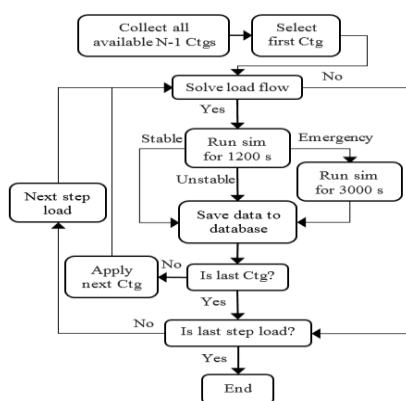 Collect all
available N-1 Ctgs
Select
first Ctg
No
Solve load flow
Yes
Stable
Run sim
for 1200 s
Emergency
Unstable
Run sim
for 3000 s
Next step
load
Save data to
database
Apply
next Ctg
No
Is last Ctg?
Yes
No
Is last step load?
Yes
End